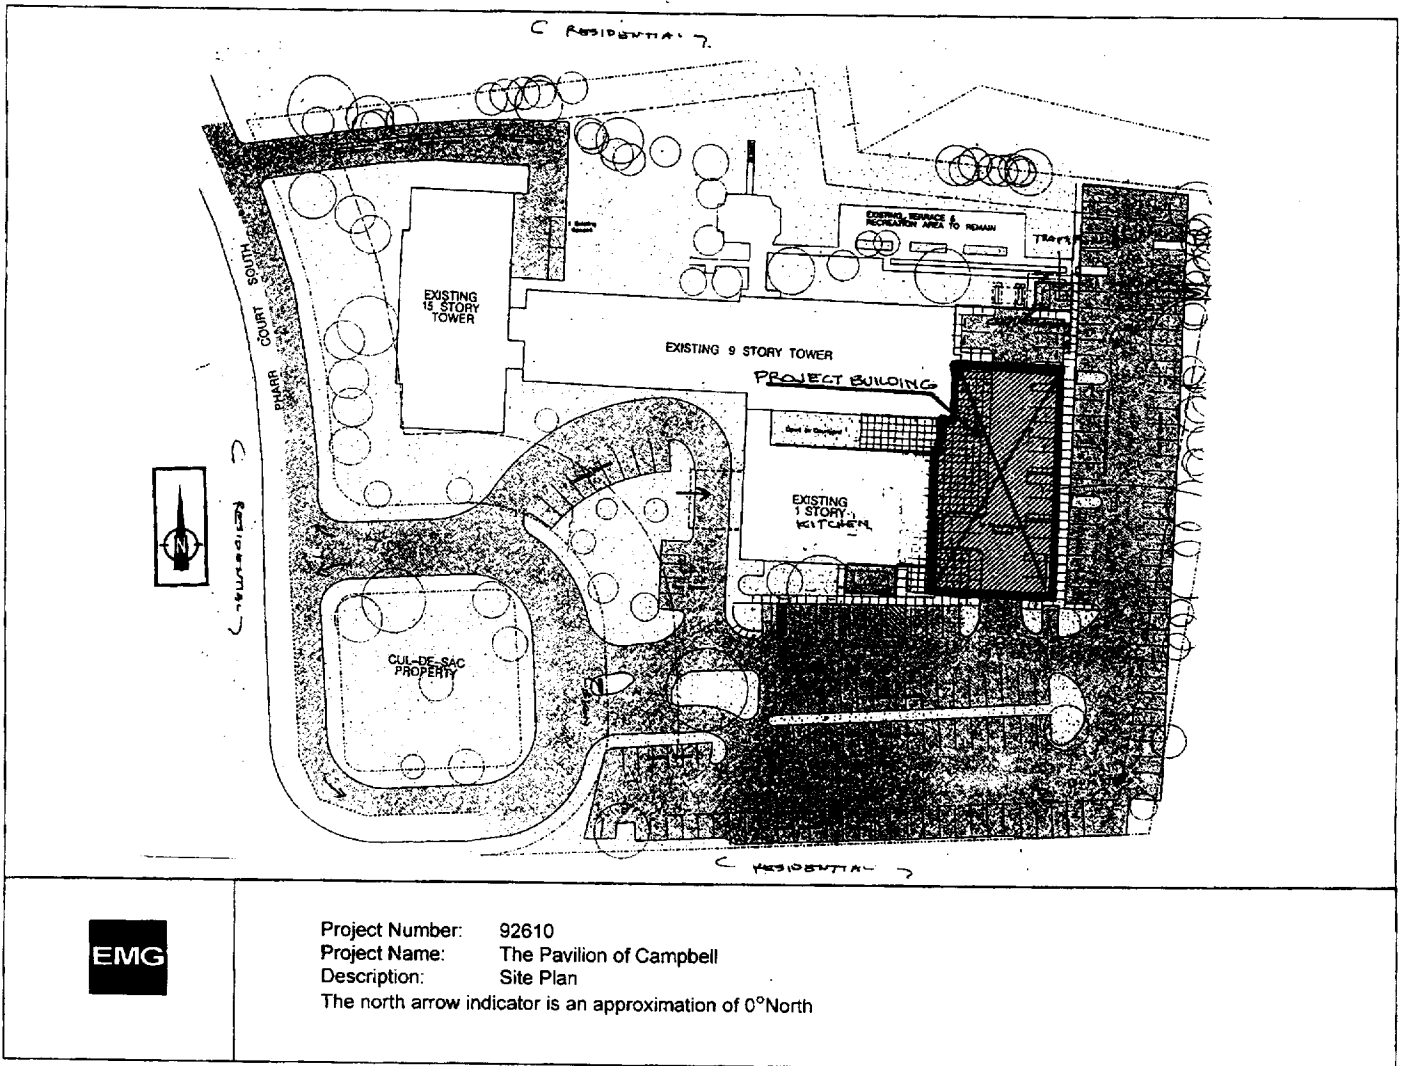 RESIDENTIAL
EXISTING TERRACE &
RECREATION AREA TO REMAIN
PHARR COURT SOUTH
EXISTING
15 STORY
TOWER
EXISTING 9 STORY TOWER
PROJECT BUILDING
EXISTING
1 STORY
KITCHEN
RESIDENTIAL
N
CUL-DE-SAC
PROPERTY
RESIDENTIAL
EMG
Project Number: 92610
Project Name: The Pavilion of Campbell
Description: Site Plan
The north arrow indicator is an approximation of 0°North